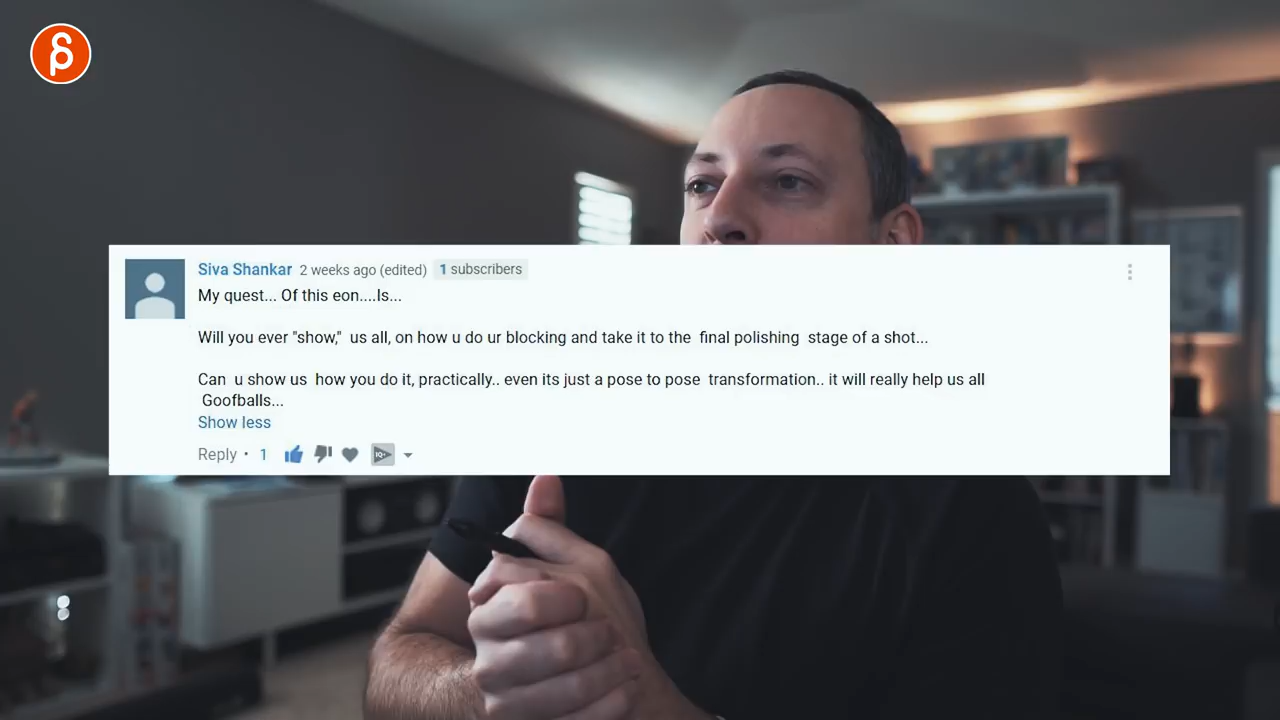 Siva Shankar 2 weeks ago (edited) 1 subscribers
My quest... Of this eon....Is...
Will you ever "show,"  us all, on how u do ur blocking and take it to the  final polishing  stage of a shot...
Can  u show us  how you do it, practically.. even its just a pose to pose  transformation.. it will really help us all
Goofballs...
Show less
Reply • 1